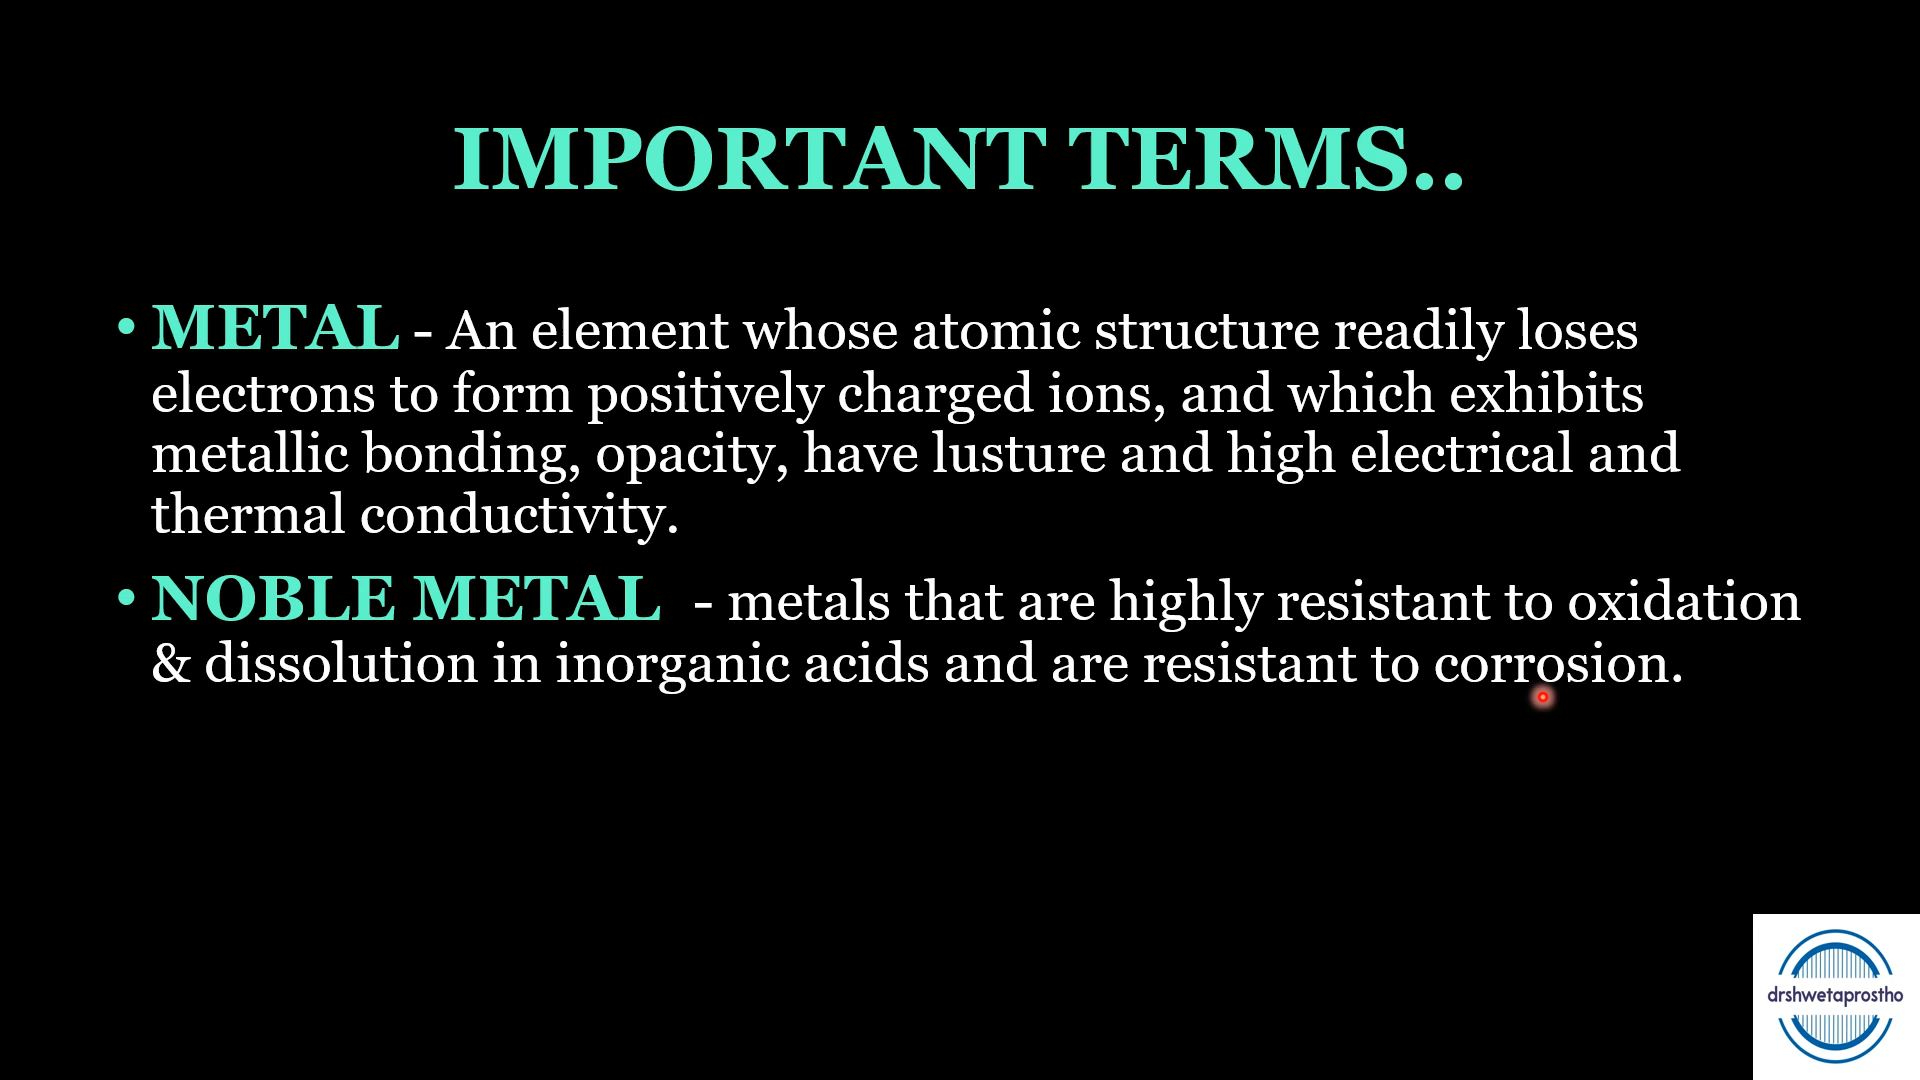 IMPORTANT TERMS..
• METAL - An element whose atomic structure readily loses
electrons to form positively charged ions, and which exhibits
metallic bonding, opacity, have lusture and high electrical and
thermal conductivity.
• NOBLE METAL - metals that are highly resistant to oxidation
& dissolution in inorganic acids and are resistant to corrosion.
drshwetaprostho